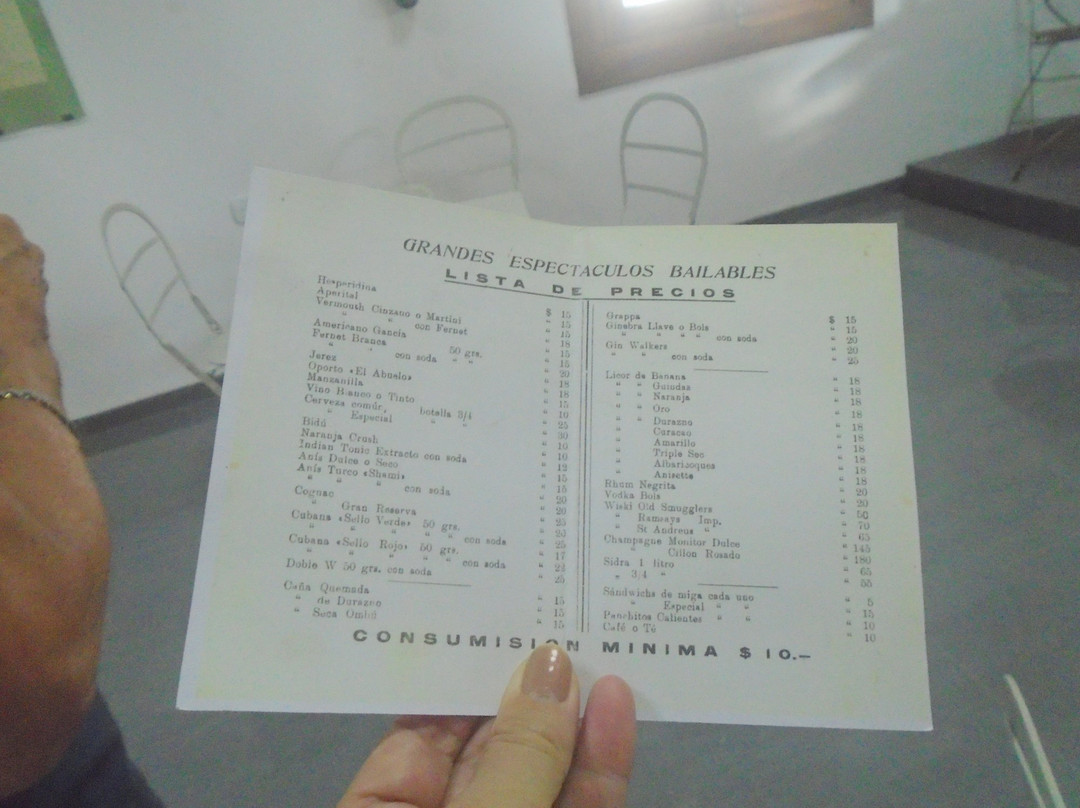 GRANDES ESPECTACULOS BAILABLES
LISTA DE PRECIOS
Hesperidina $ 15
Aperital " 15
Vermouth Cinzano o Martini " 15
" " con Fernet " 18
Americano Gancia 50 grs. " 15
Fernet Branca " " 15
" " con soda " " 20
Jerez " 18
Oporto «El Abuelo» " 18
Manzanilla " 15
Vino Blanco o Tinto " 10
Cerveza común, botella 3/4 " 25
" Especial " " " 30
Bidú " 10
Naranja Crush " 10
Indian Tonic Extracto con soda " 12
Anís Dulce o Seco " 15
Anís Turco «Shami» " 15
" " " con soda " 20
Cognac " 20
" Gran Reserva " 25
Cubana «Sello Verde» 50 grs.
" " " " con soda " 25
Cubana «Sello Rojo» 50 grs. " 17
" " " " con soda
Doble W 50 grs. con soda " 25
Caña Quemada " 15
" de Durazno " 15
" Seca Ombú " 15
Grappa $ 15
Ginebra Llave o Bols " 15
" " " " con soda " 20
Gin Walkers " 20
" " con soda " 25
Licor de Banana " 18
" " Guindas " 18
" " Naranja " 18
" " Oro " 18
" " Durazno " 18
" Curacao " 18
" Amarillo " 18
" Triple Sec " 18
" Albaricoques " 18
" Anisette " 18
Rhum Negrita " 20
Vodka Bols " 20
Wiski Old Smugglers " 50
" Ramsays Imp. " 70
" St Andreus " " 65
Champagne Monitor Dulce " 145
" Cillon Rosado " 180
Sidra 1 litro " 65
" 3/4 " " 55
Sándwichs de miga cada uno " 5
" Especial " " " 15
Panchitos Calientes " " " 10
Café o Té " 10
CONSUMISION MINIMA $ 10.—